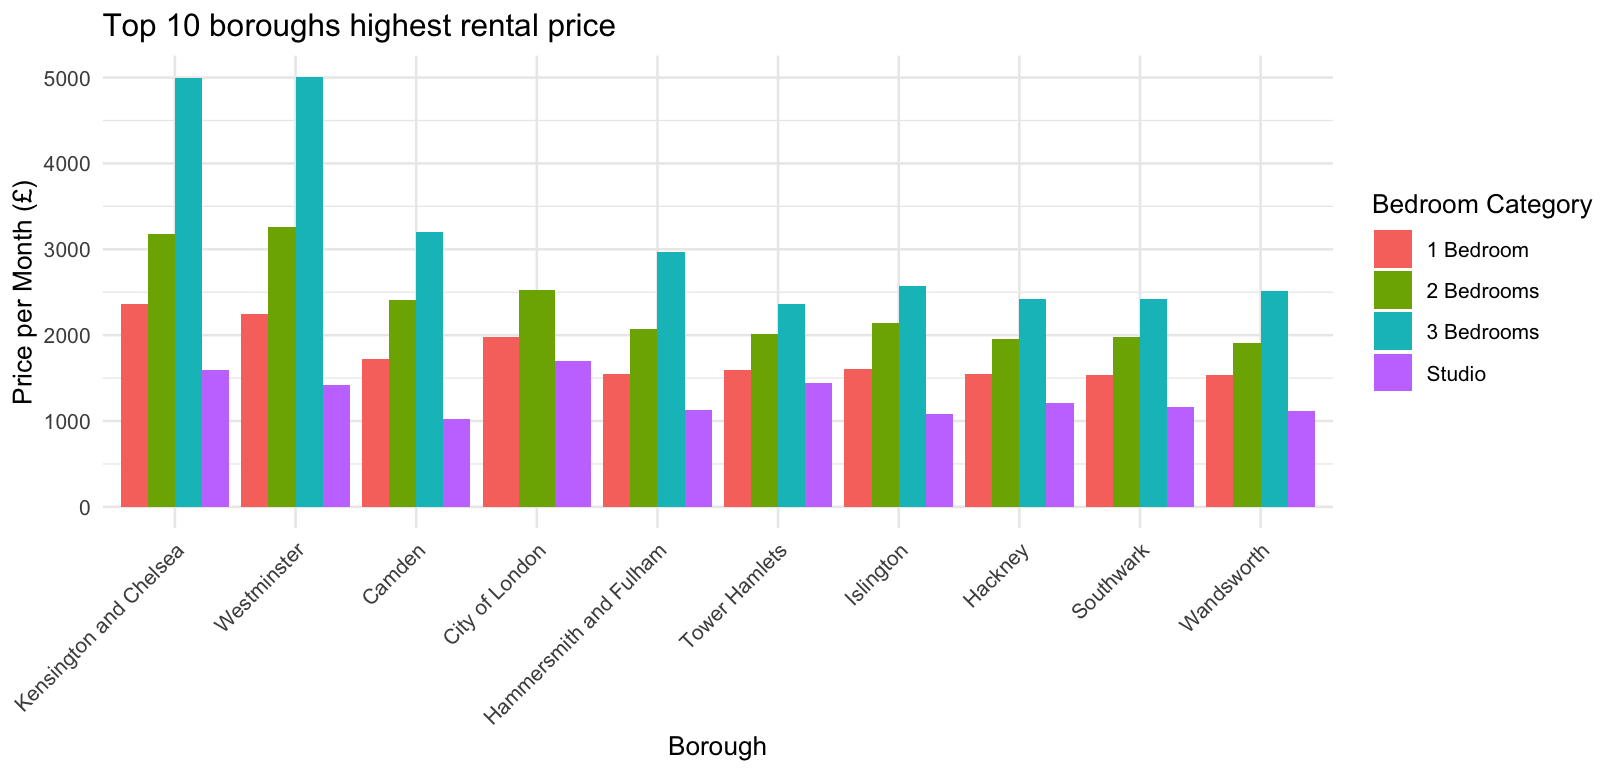 Top 10 boroughs highest rental price
Price per Month (£)
5000
4000
3000
2000
1000
0
Kensington and Chelsea
Westminster
Camden
City of London
Hammersmith and Fulham
Tower Hamlets
Islington
Hackney
Southwark
Wandsworth
Borough
Bedroom Category
1 Bedroom
2 Bedrooms
3 Bedrooms
Studio